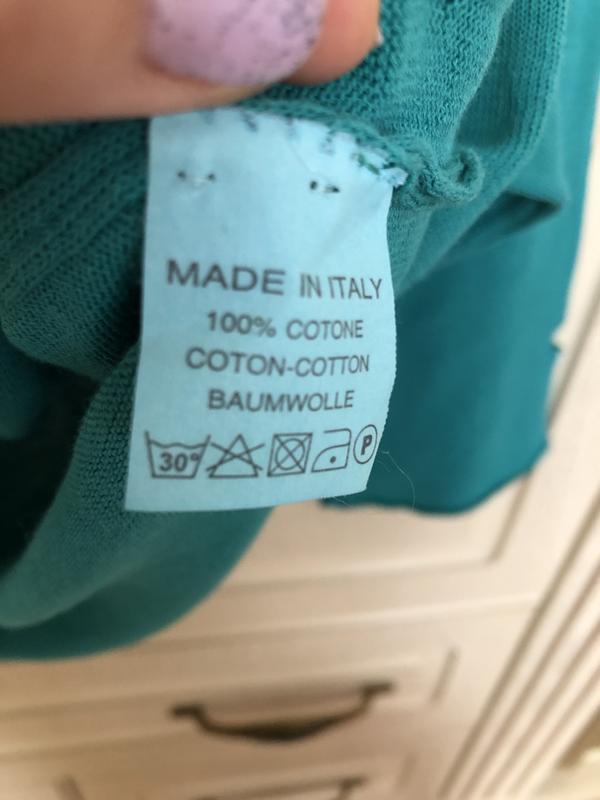 MADE IN ITALY
100% COTONE
COTON-COTTON
BAUMWOLLE
30° P